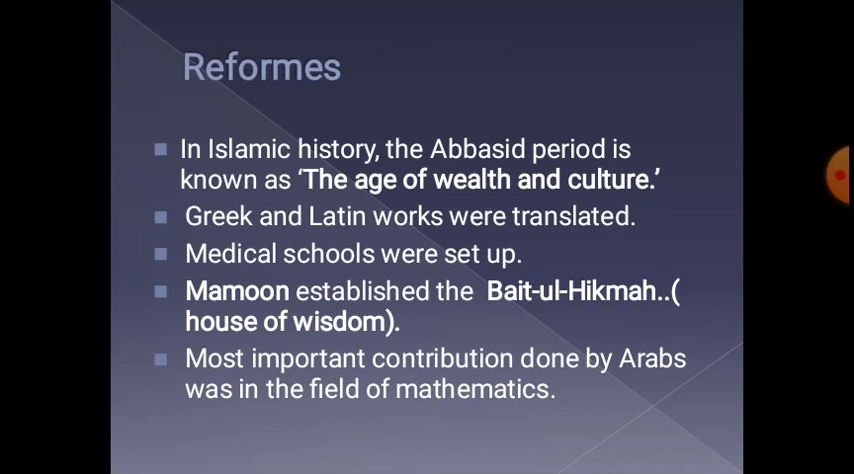 Reformes
In Islamic history, the Abbasid period is
known as ‘The age of wealth and culture.’
Greek and Latin works were translated.
Medical schools were set up.
Mamoon established the Bait-ul-Hikmah..(
house of wisdom).
Most important contribution done by Arabs
was in the field of mathematics.